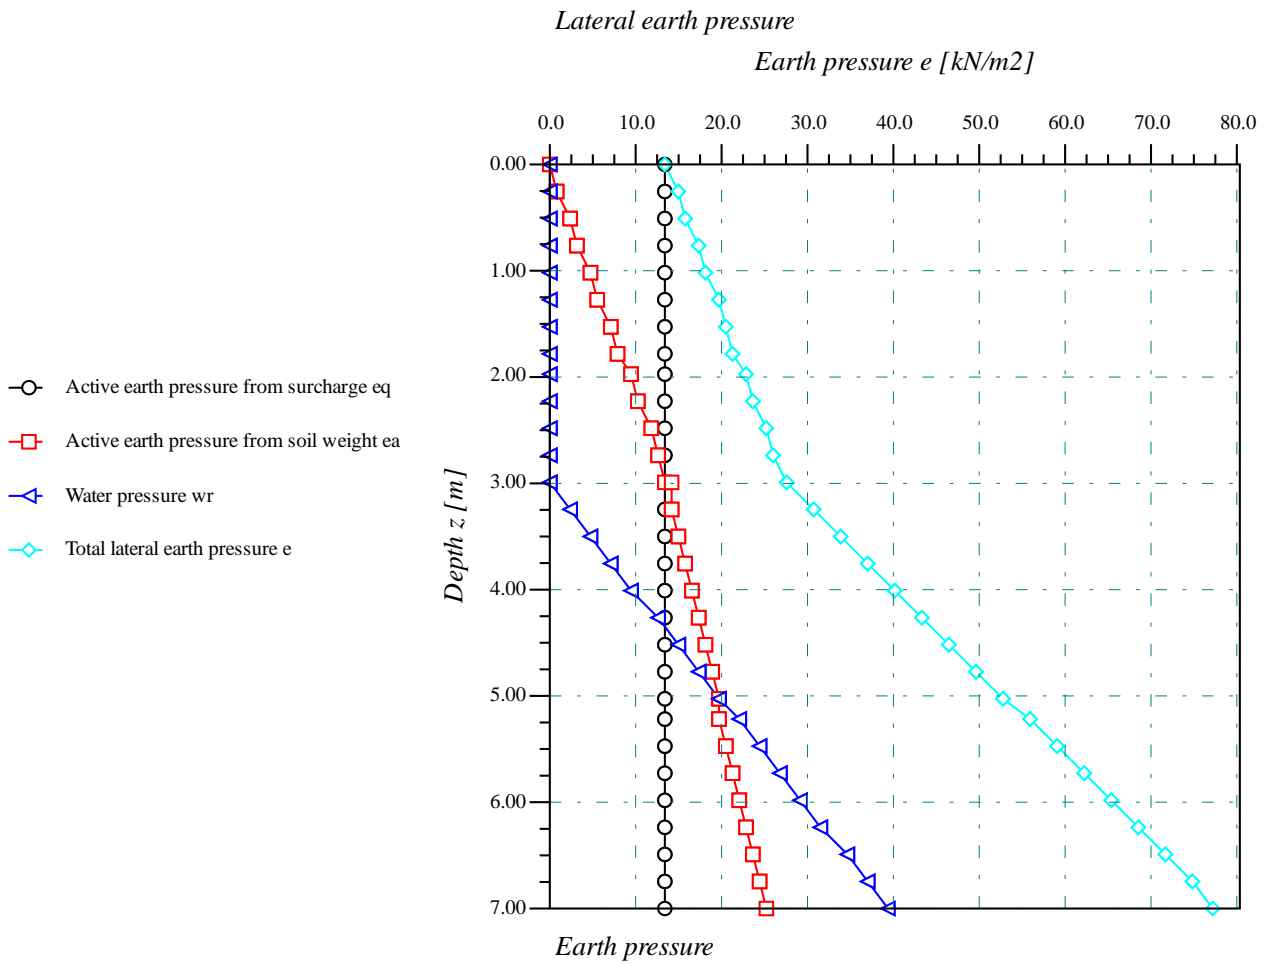 Lateral earth pressure
Earth pressure e [kN/m2]
0.0 10.0 20.0 30.0 40.0 50.0 60.0 70.0 80.0
0.00
1.00
2.00
3.00
4.00
5.00
6.00
7.00
Depth z [m]
Active earth pressure from surcharge eq
Active earth pressure from soil weight ea
Water pressure wr
Total lateral earth pressure e
Earth pressure